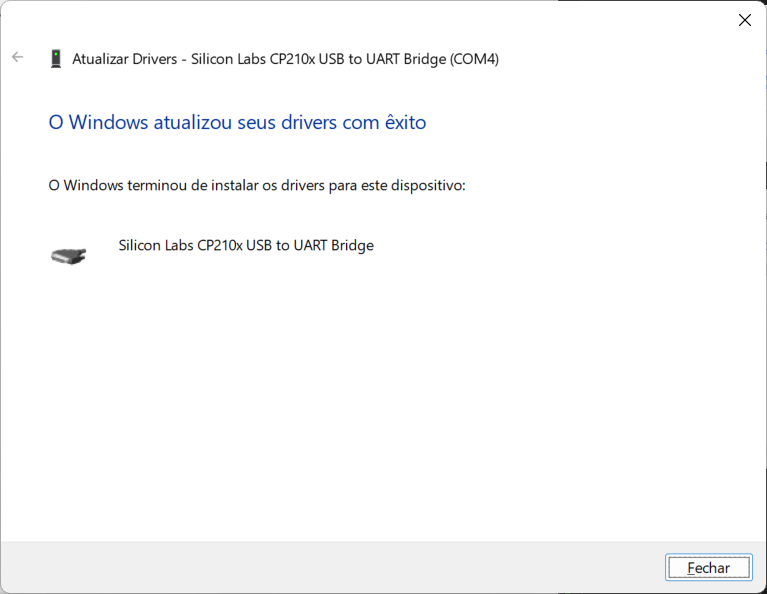 Atualizar Drivers - Silicon Labs CP210x USB to UART Bridge (COM4)
O Windows atualizou seus drivers com êxito
O Windows terminou de instalar os drivers para este dispositivo:
Silicon Labs CP210x USB to UART Bridge
Fechar